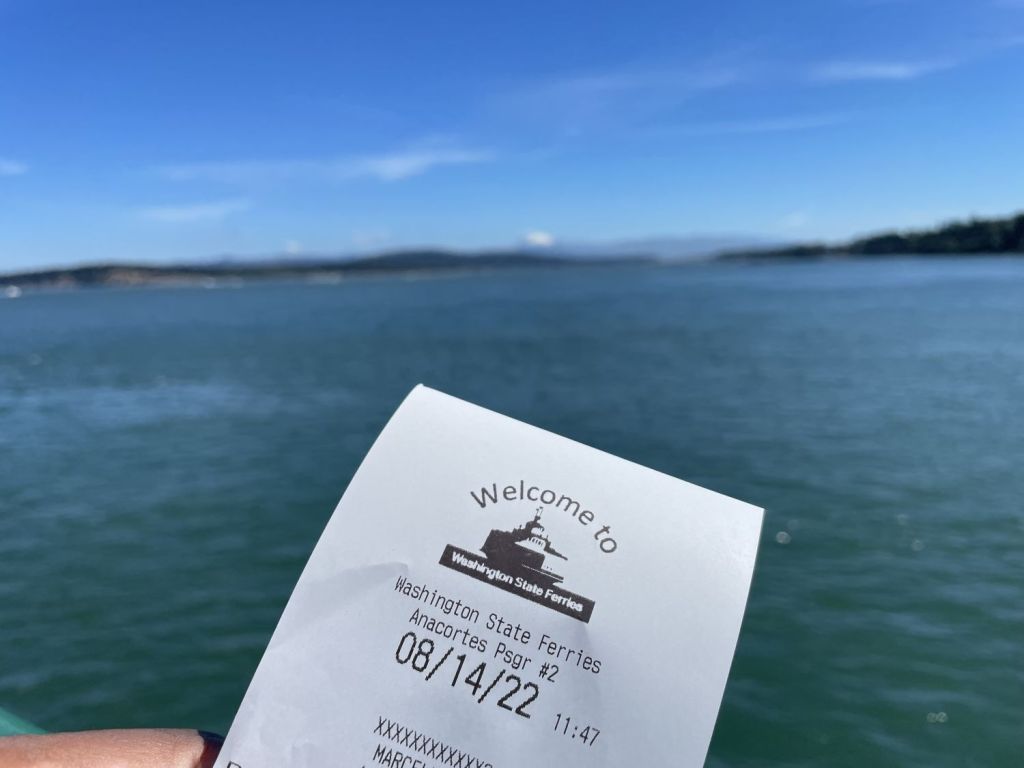 Welcome to
Washington State Ferries
Washington State Ferries
Anacortes Psgr #2
08/14/22 11:47